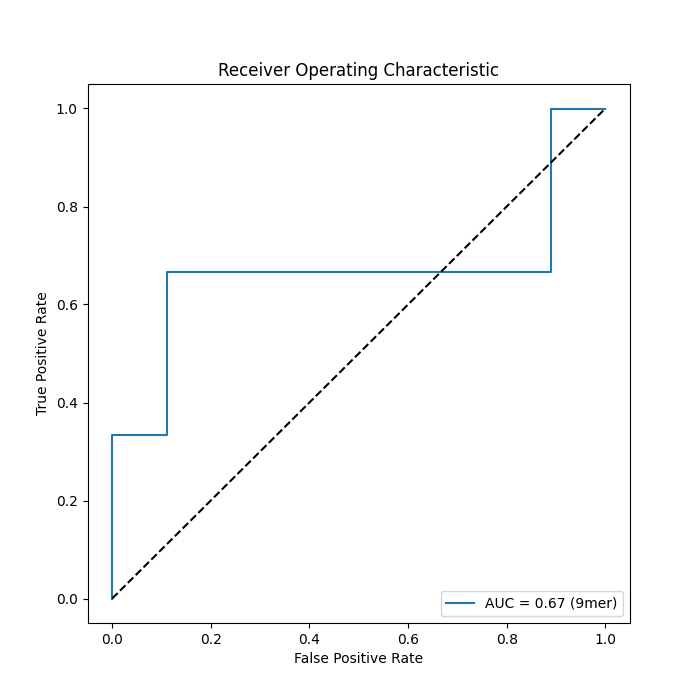 Receiver Operating Characteristic
1.0
0.8
0.6
0.4
0.2
0.0
True Positive Rate
0.0 0.2 0.4 0.6 0.8 1.0
False Positive Rate
AUC = 0.67 (9mer)